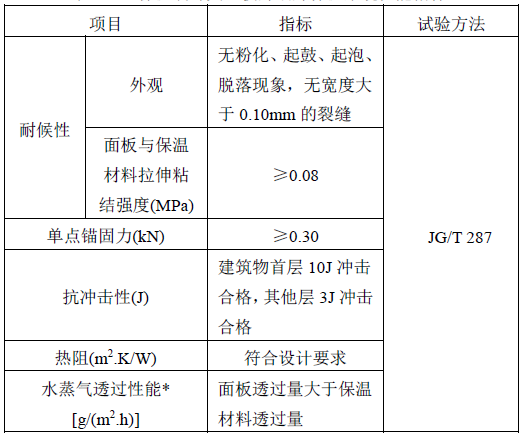 项目 指标 试验方法
耐候性 外观 无粉化、起鼓、起泡、
脱落现象，无宽度大
于 0.10mm 的裂缝
面板与保温
材料拉伸粘
结强度(MPa) ≥0.08
单点锚固力(kN) ≥0.30 JG/T 287
抗冲击性(J) 建筑物首层 10J 冲击
合格，其他层 3J 冲击
合格
热阻(m².K/W) 符合设计要求
水蒸气透过性能* 面板透过量大于保温
[g/(m².h)] 材料透过量